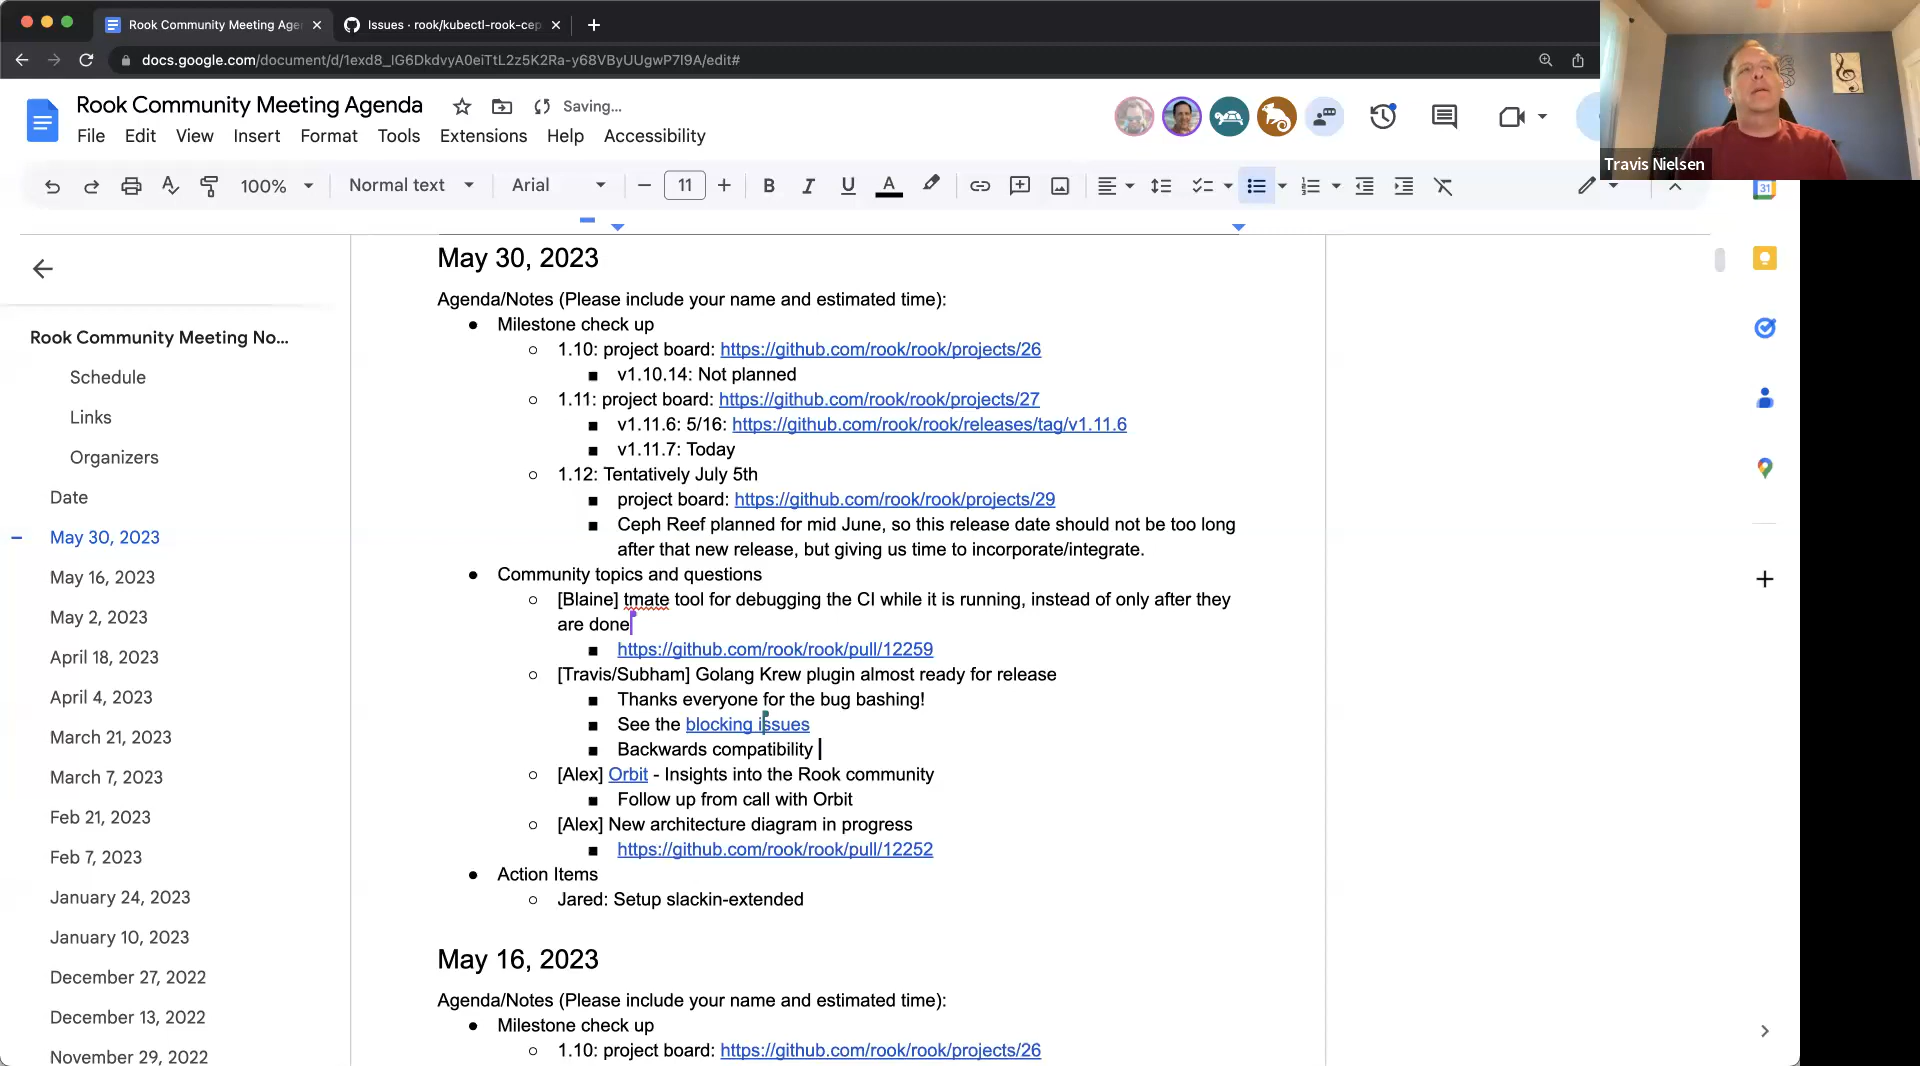 Rook Community Meeting Age
Issues · rook/kubectl-rook-cep
docs.google.com/document/d/1exd8_IG6DkdvyA0eiTtL2z5K2Ra-y68VByUUgwP7I9A/edit#
Rook Community Meeting Agenda
Saving...
File Edit View Insert Format Tools Extensions Help Accessibility
Travis Nielsen
100% Normal text Arial 11 B I U A
31
Rook Community Meeting No...
Schedule
Links
Organizers
Date
May 30, 2023
May 16, 2023
May 2, 2023
April 18, 2023
April 4, 2023
March 21, 2023
March 7, 2023
Feb 21, 2023
Feb 7, 2023
January 24, 2023
January 10, 2023
December 27, 2022
December 13, 2022
November 29, 2022
May 30, 2023
Agenda/Notes (Please include your name and estimated time):
● Milestone check up
○ 1.10: project board: https://github.com/rook/rook/projects/26
■ v1.10.14: Not planned
○ 1.11: project board: https://github.com/rook/rook/projects/27
■ v1.11.6: 5/16: https://github.com/rook/rook/releases/tag/v1.11.6
■ v1.11.7: Today
○ 1.12: Tentatively July 5th
■ project board: https://github.com/rook/rook/projects/29
■ Ceph Reef planned for mid June, so this release date should not be too long
after that new release, but giving us time to incorporate/integrate.
● Community topics and questions
○ [Blaine] tmate tool for debugging the CI while it is running, instead of only after they
are done
■ https://github.com/rook/rook/pull/12259
○ [Travis/Subham] Golang Krew plugin almost ready for release
■ Thanks everyone for the bug bashing!
■ See the blocking issues
■ Backwards compatibility
○ [Alex] Orbit - Insights into the Rook community
■ Follow up from call with Orbit
○ [Alex] New architecture diagram in progress
■ https://github.com/rook/rook/pull/12252
● Action Items
○ Jared: Setup slackin-extended
May 16, 2023
Agenda/Notes (Please include your name and estimated time):
● Milestone check up
○ 1.10: project board: https://github.com/rook/rook/projects/26